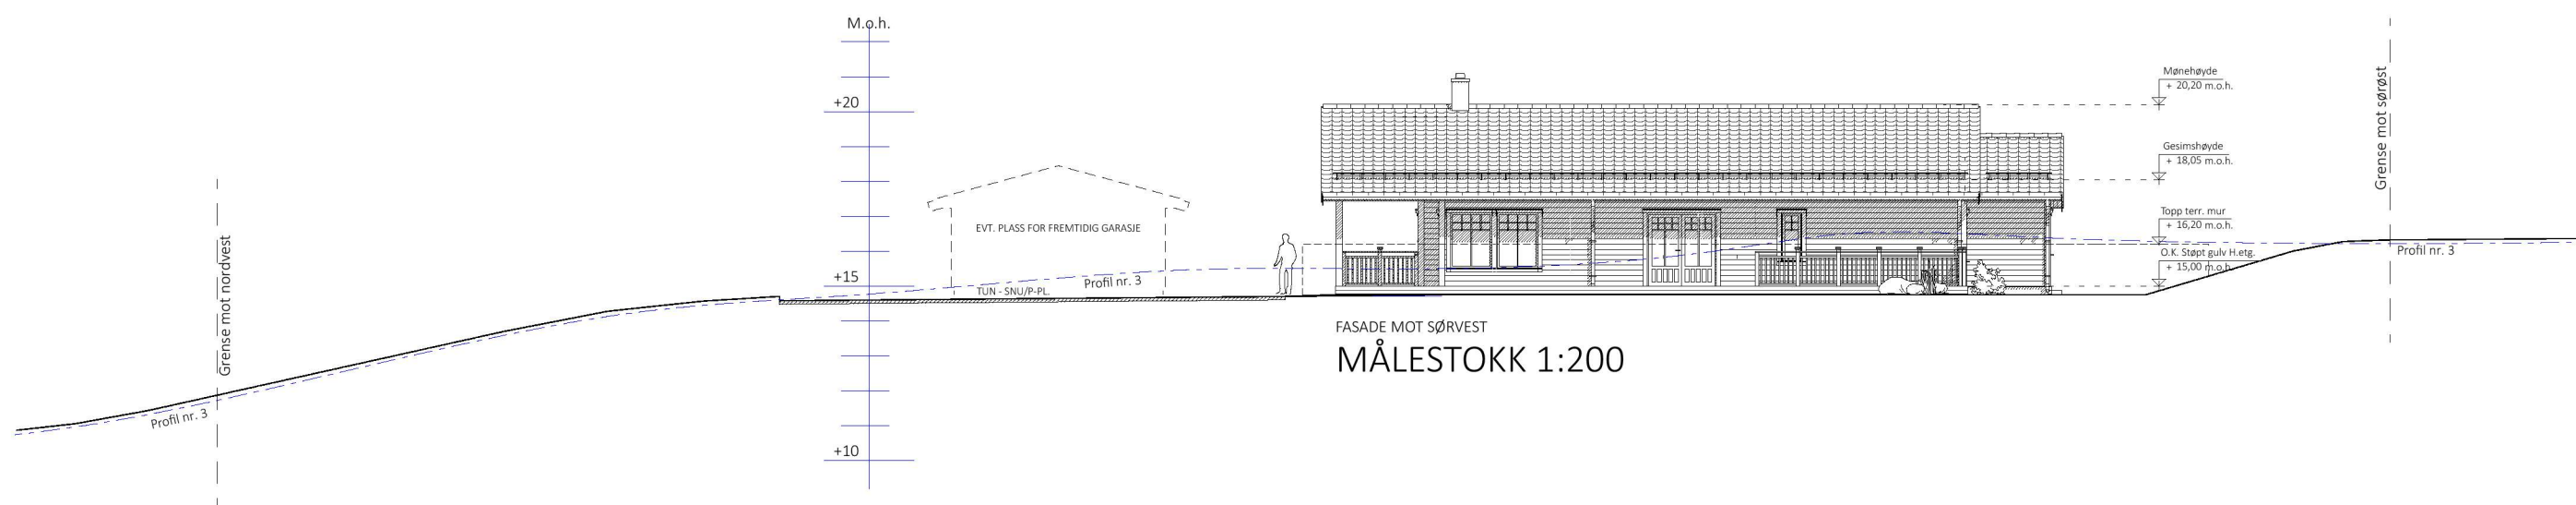 M.o.h.
+20
+15
+10
Grense mot nordvest
Profil nr. 3
EVT. PLASS FOR FREMTIDIG GARASJE
TUN - SNU/P-PL.
Profil nr. 3
FASADE MOT SØRVEST
MÅLESTOKK 1:200
Mønehøyde
+ 20,20 m.o.h.
Gesimshøyde
+ 18,05 m.o.h.
Topp terr. mur
+ 16,20 m.o.h.
O.K. Støpt gulv H.etg.
+ 15,00 m.o.h.
Grense mot sørøst
Profil nr. 3